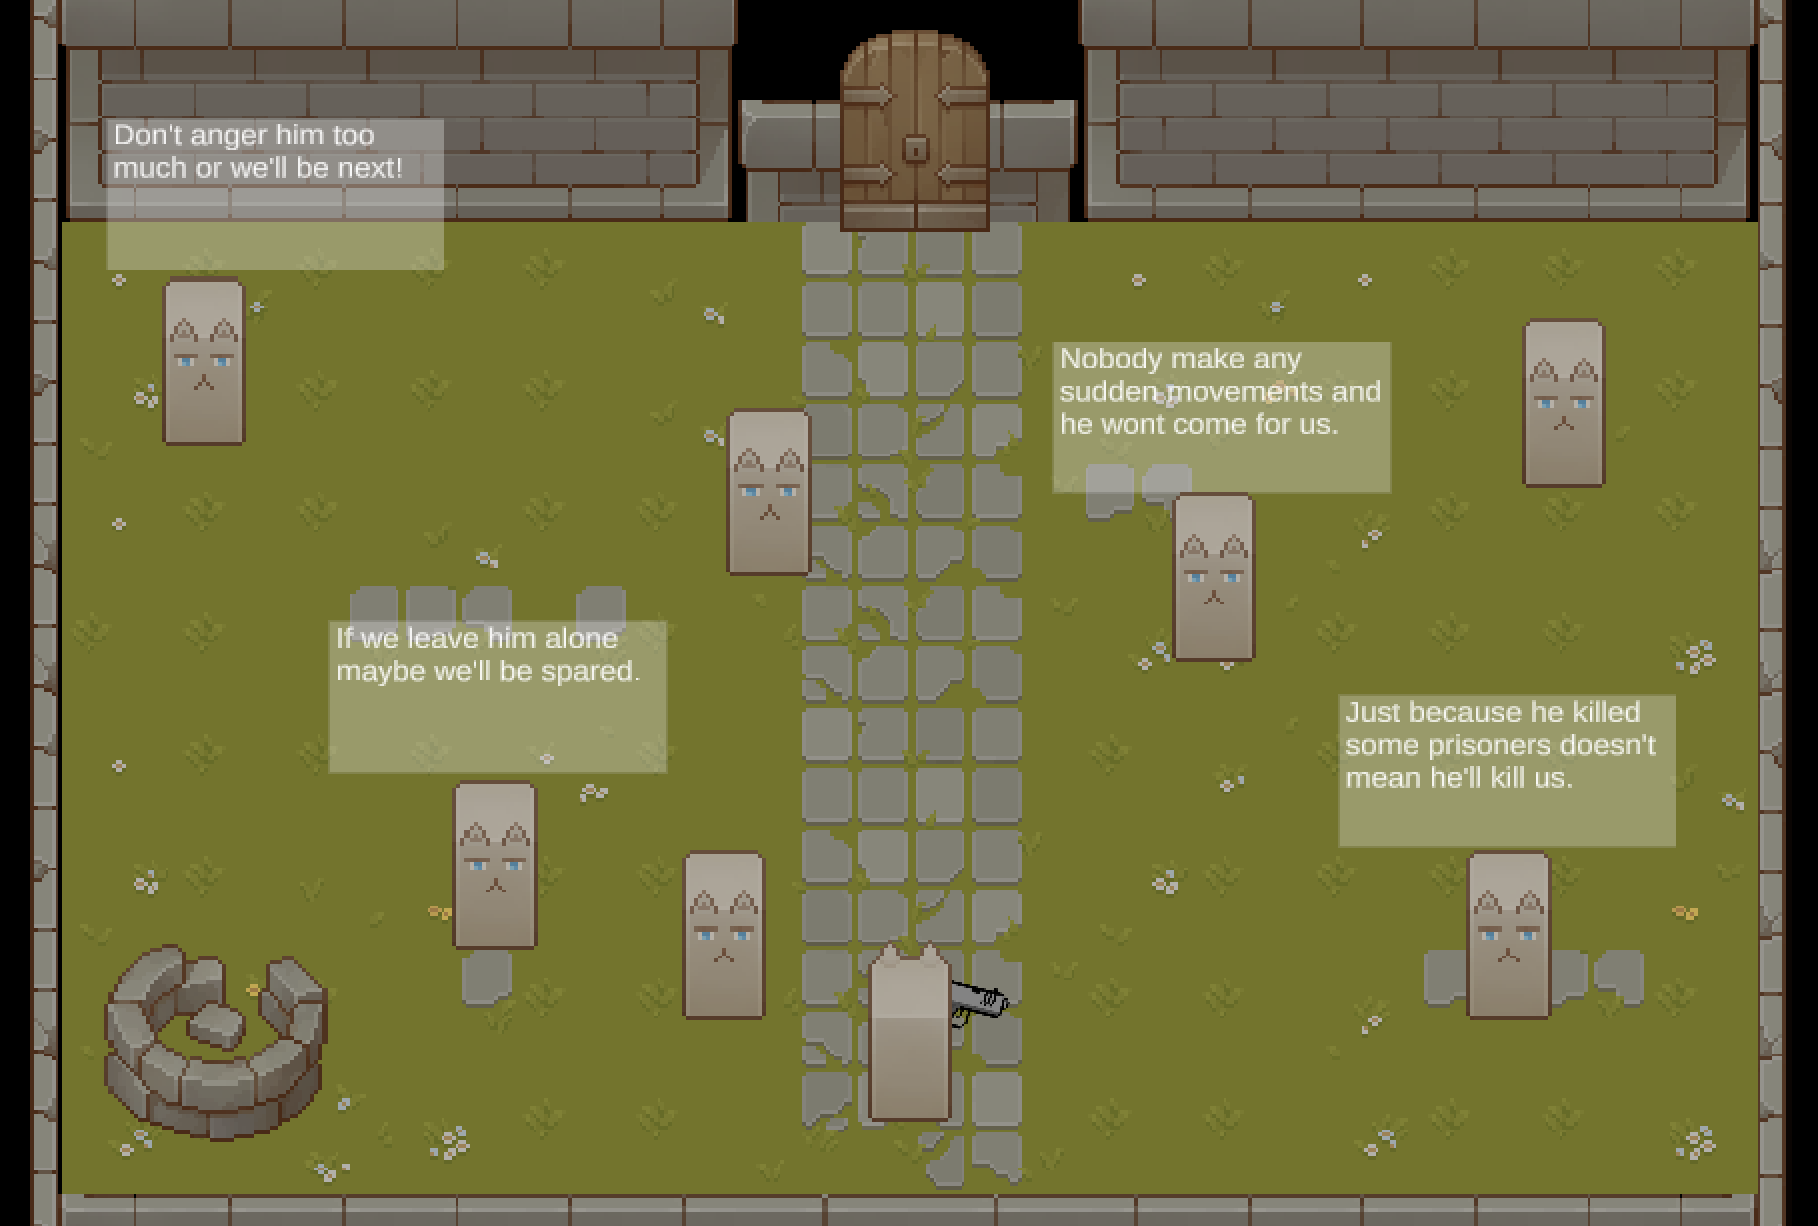 Don't anger him too
much or we'll be next!
Nobody make any
sudden movements and
he wont come for us.
If we leave him alone
maybe we'll be spared.
Just because he killed
some prisoners doesn't
mean he'll kill us.